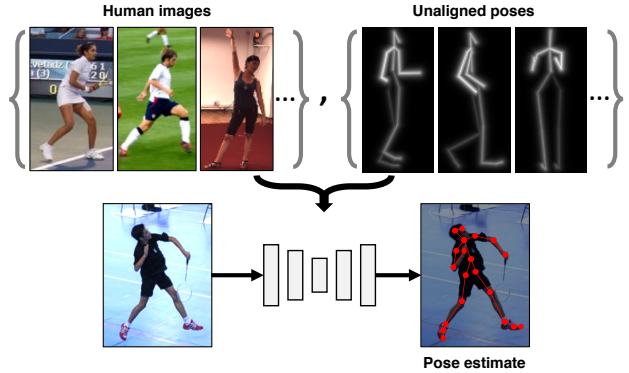 Human images
Unaligned poses
...
,
...
Pose estimate